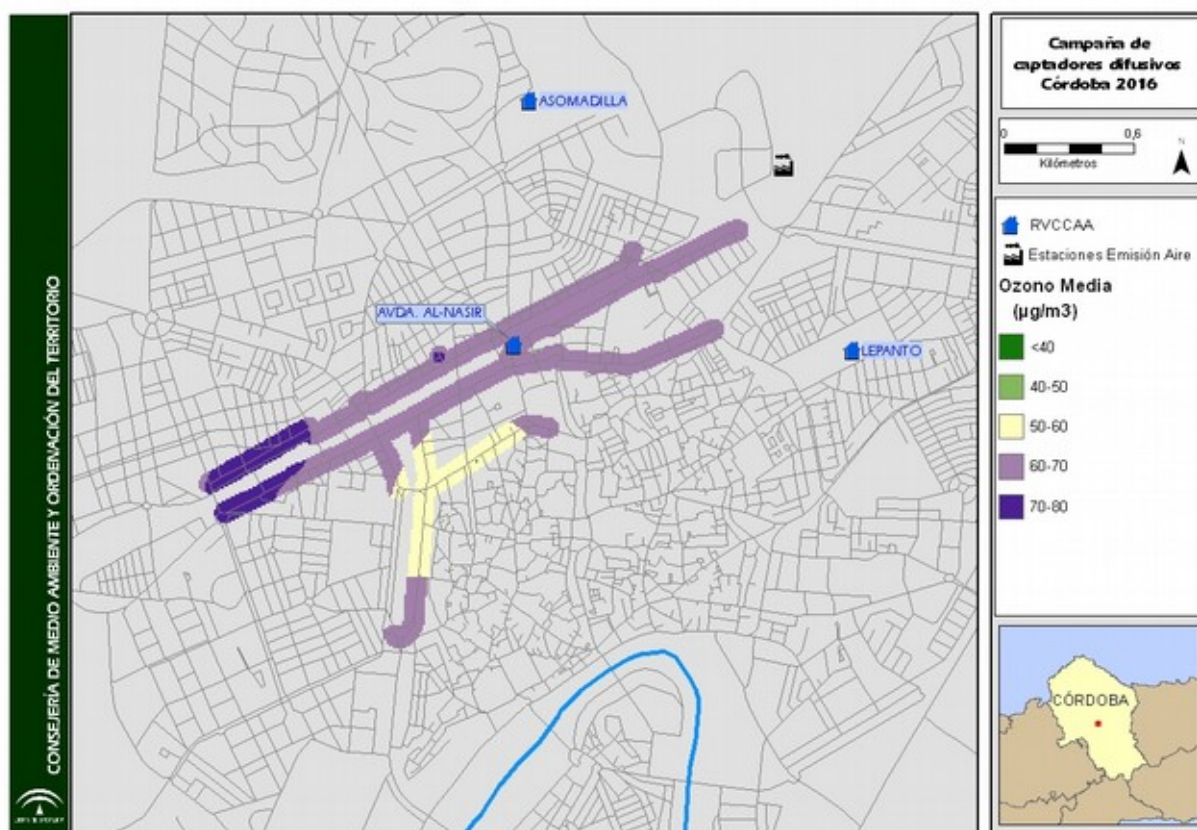 CONSEJERÍA DE MEDIO AMBIENTE Y ORDENACIÓN DEL TERRITORIO
ASOMADILLA
AVDA. AL-NASIR
LEPANTO
Campaña de
captadores difusivos
Córdoba 2016
0 0,6
Kilómetros
N
RVCCAA
Estaciones Emisión Aire
Ozono Media
(µg/m3)
<40
40-50
50-60
60-70
70-80
CÓRDOBA